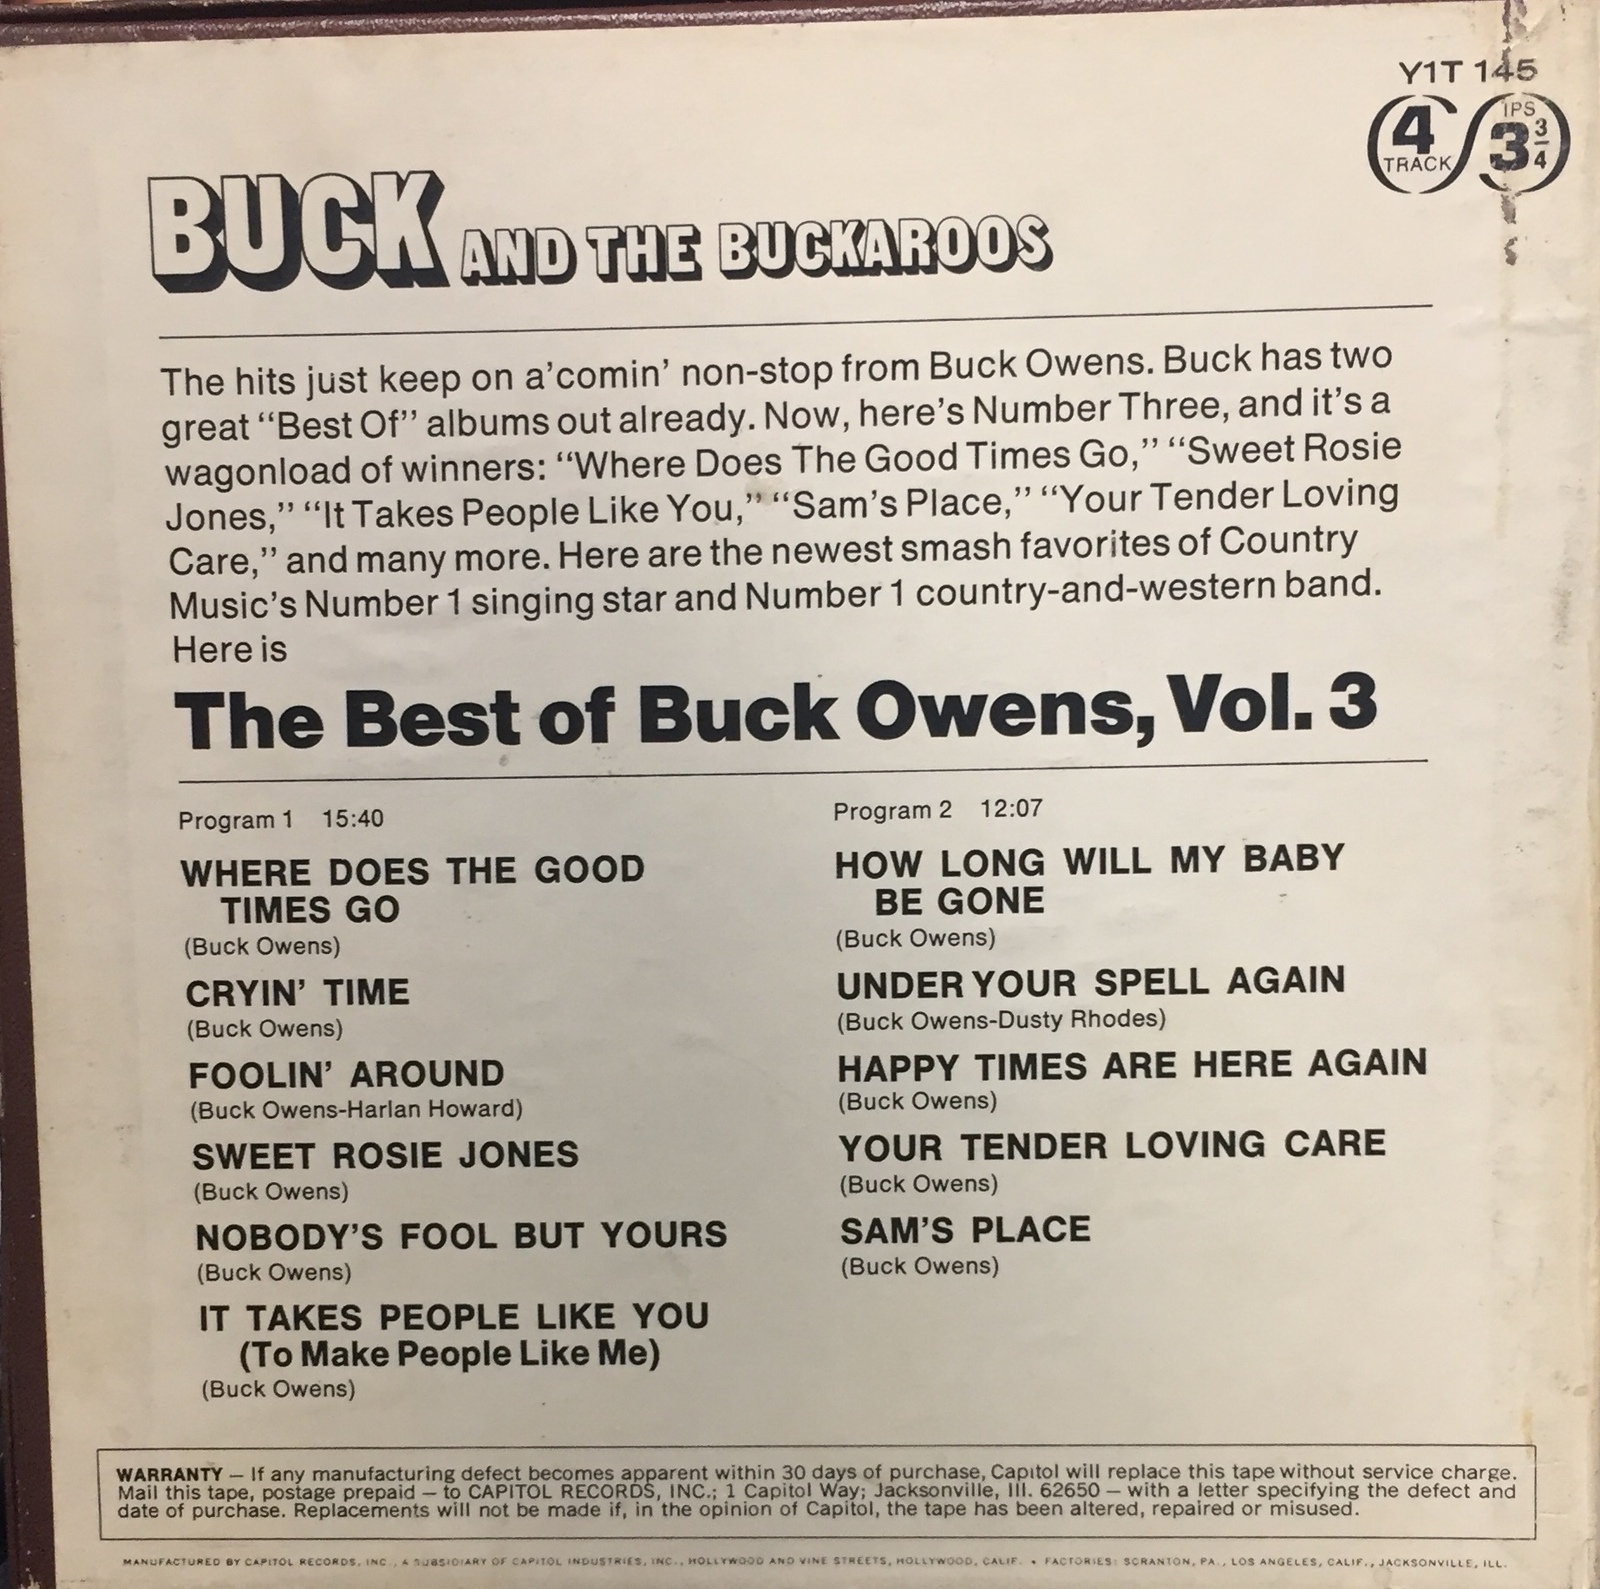 Y1T 145
4 TRACK
IPS 3 3/4
BUCK AND THE BUCKAROOS
The hits just keep on a'comin' non-stop from Buck Owens. Buck has two
great “Best Of” albums out already. Now, here's Number Three, and it's a
wagonload of winners: “Where Does The Good Times Go,” “Sweet Rosie
Jones,” “It Takes People Like You,” “Sam's Place,” “Your Tender Loving
Care,” and many more. Here are the newest smash favorites of Country
Music's Number 1 singing star and Number 1 country-and-western band.
Here is
The Best of Buck Owens, Vol. 3
Program 1 15:40
WHERE DOES THE GOOD
TIMES GO
(Buck Owens)
CRYIN' TIME
(Buck Owens)
FOOLIN' AROUND
(Buck Owens-Harlan Howard)
SWEET ROSIE JONES
(Buck Owens)
NOBODY'S FOOL BUT YOURS
(Buck Owens)
IT TAKES PEOPLE LIKE YOU
(To Make People Like Me)
(Buck Owens)
Program 2 12:07
HOW LONG WILL MY BABY
BE GONE
(Buck Owens)
UNDER YOUR SPELL AGAIN
(Buck Owens-Dusty Rhodes)
HAPPY TIMES ARE HERE AGAIN
(Buck Owens)
YOUR TENDER LOVING CARE
(Buck Owens)
SAM'S PLACE
(Buck Owens)
WARRANTY – If any manufacturing defect becomes apparent within 30 days of purchase, Capitol will replace this tape without service charge.
Mail this tape, postage prepaid – to CAPITOL RECORDS, INC.; 1 Capitol Way; Jacksonville, Ill. 62650 – with a letter specifying the defect and
date of purchase. Replacements will not be made if, in the opinion of Capitol, the tape has been altered, repaired or misused.
MANUFACTURED BY CAPITOL RECORDS, INC., A SUBSIDIARY OF CAPITOL INDUSTRIES, INC., HOLLYWOOD AND VINE STREETS, HOLLYWOOD, CALIF. • FACTORIES: SCRANTON, PA., LOS ANGELES, CALIF., JACKSONVILLE, ILL.